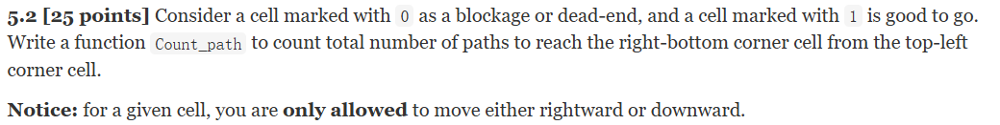 5.2 [25 points] Consider a cell marked with 0 as a blockage or dead-end, and a cell marked with 1 is good to go.
Write a function Count_path to count total number of paths to reach the right-bottom corner cell from the top-left
corner cell.
Notice: for a given cell, you are only allowed to move either rightward or downward.